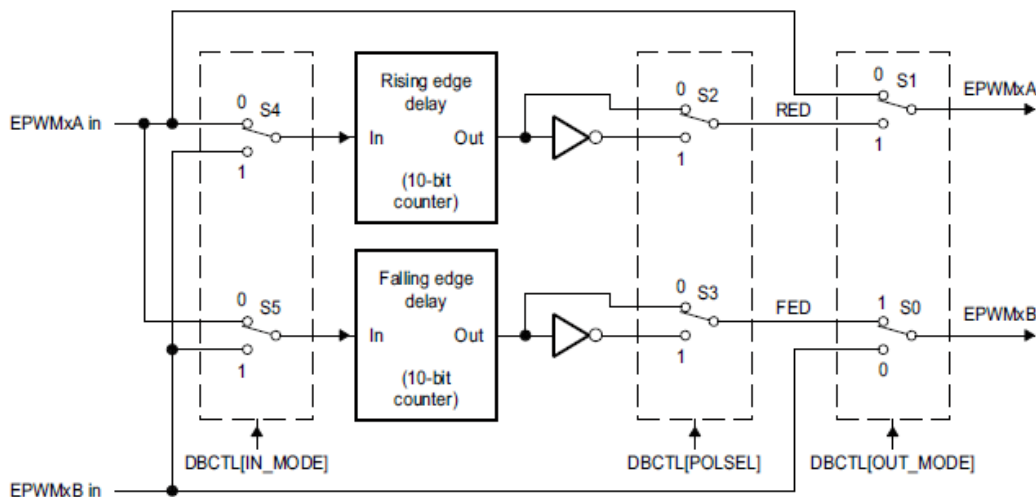 0
S1
EPWMxA
0
S4
Rising edge
delay
0
S2
RED
EPWMxA in
In
Out
1
1
1
(10-bit
counter)
0
S5
Falling edge
delay
0
S3
FED
1
S0
EPWMxB
In
Out
1
1
0
(10-bit
counter)
DBCTL[IN_MODE]
DBCTL[POLSEL]
DBCTL[OUT_MODE]
EPWMxB in